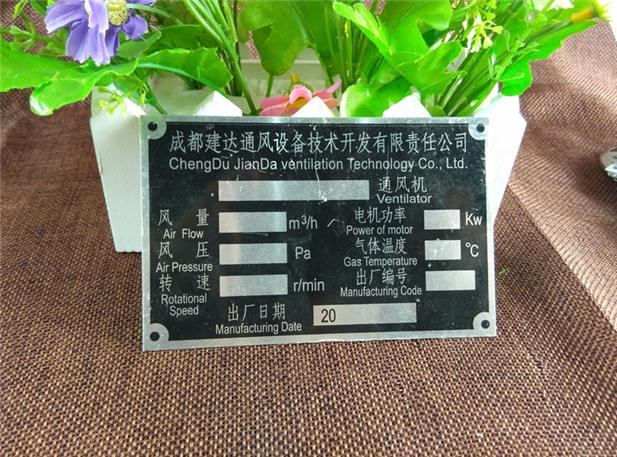 成都建达通风设备技术开发有限责任公司
ChengDu JianDa ventilation Technology Co., Ltd.
通风机
Ventilator
风量 m³/h 电机功率 Kw
Air Flow Power of motor
风压 Pa 气体温度 ℃
Air Pressure Gas Temperature
转速 r/min 出厂编号
Rotational Speed Manufacturing Code
出厂日期 20
Manufacturing Date